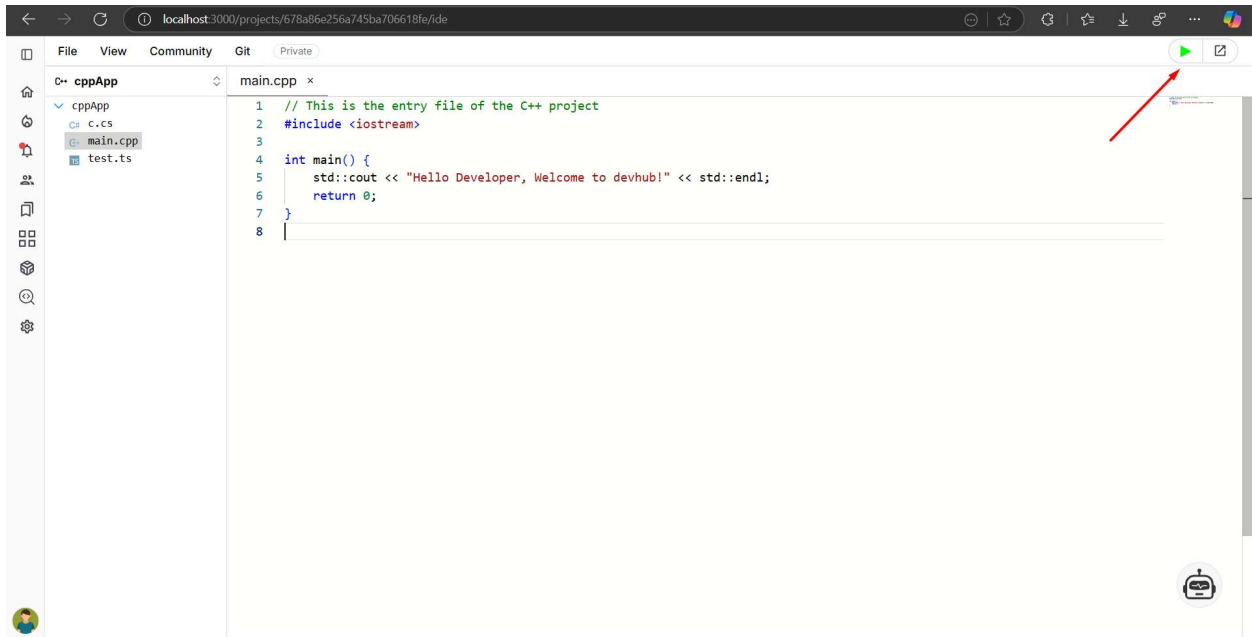 localhost:3000/projects/678a86e256a745ba706618fe/ide
File View Community Git Private
C++ cppApp
main.cpp ×
cppApp
C# c.cs
main.cpp
TS test.ts
1 // This is the entry file of the C++ project
2 #include <iostream>
3
4 int main() {
5 std::cout << "Hello Developer, Welcome to devhub!" << std::endl;
6 return 0;
7 }
8